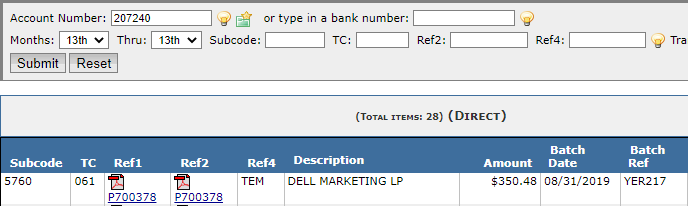 Account Number: 207240 or type in a bank number:
Months: 13th Thru: 13th Subcode: TC: Ref2: Ref4: Tra
Submit Reset
(Total items: 28) (Direct)
Subcode TC Ref1 Ref2 Ref4 Description Amount Batch Date Batch Ref
5760 061 P700378 P700378 TEM DELL MARKETING LP $350.48 08/31/2019 YER217